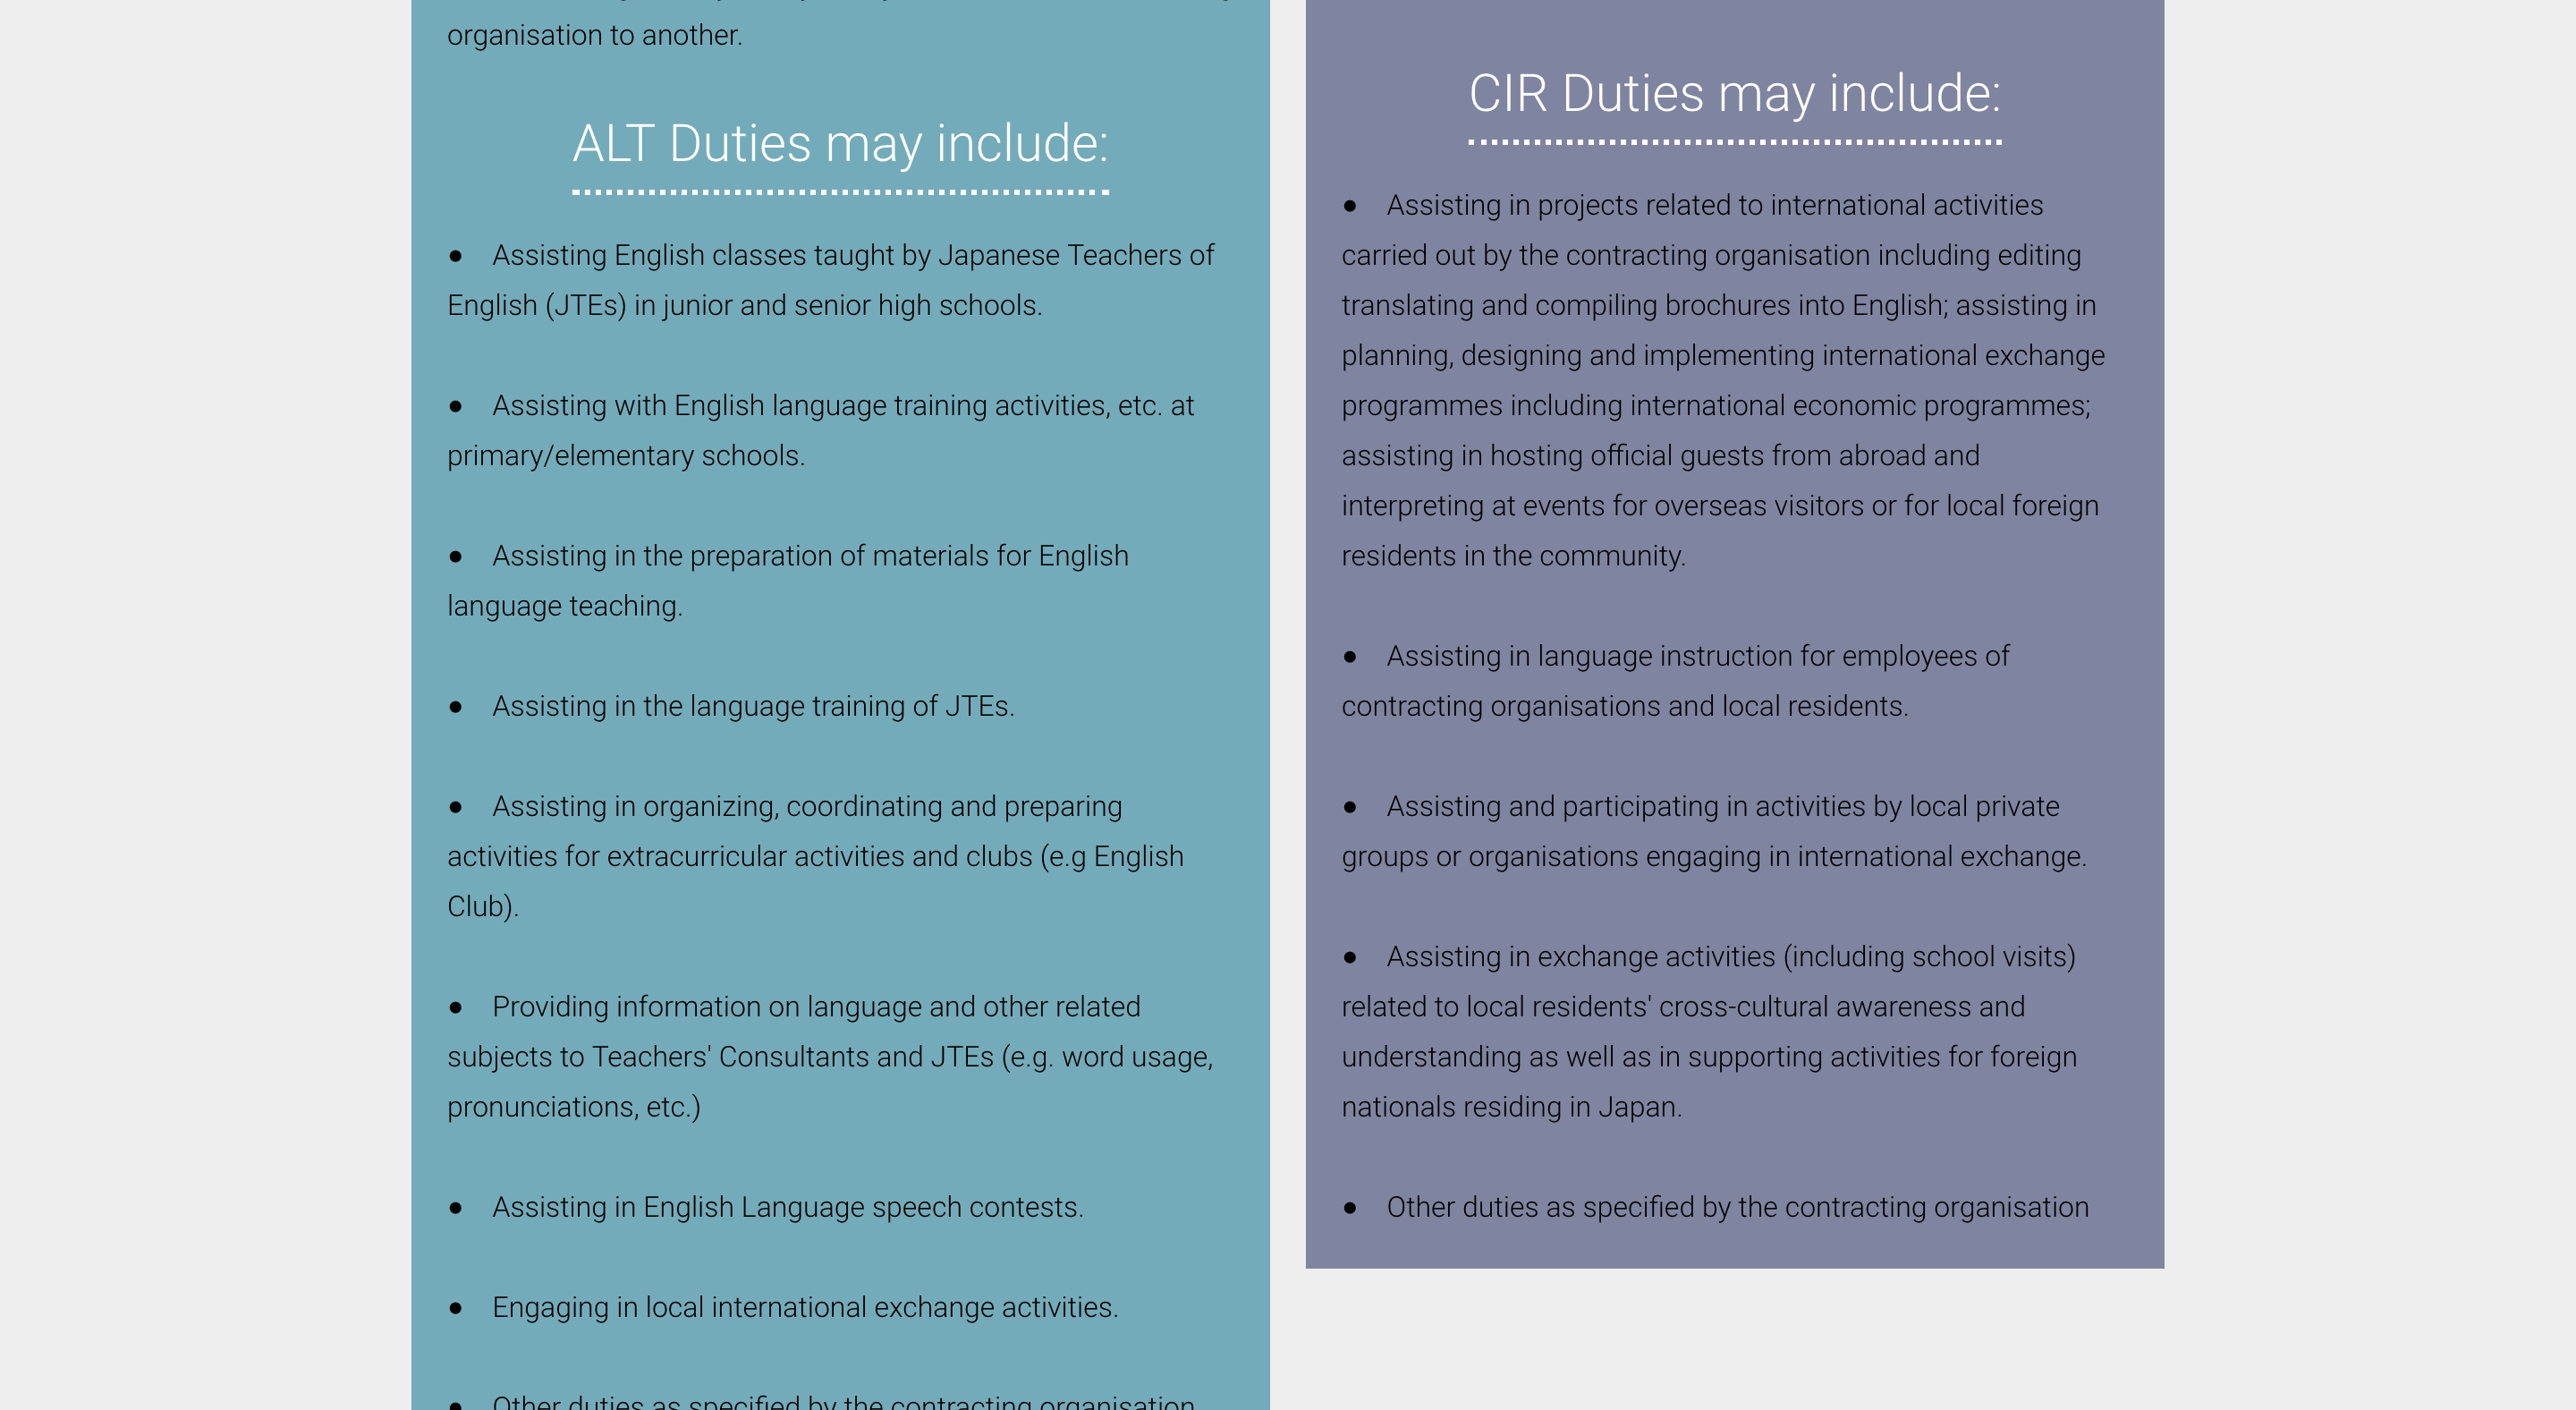 organisation to another.
ALT Duties may include:
● Assisting English classes taught by Japanese Teachers of
English (JTEs) in junior and senior high schools.
● Assisting with English language training activities, etc. at
primary/elementary schools.
● Assisting in the preparation of materials for English
language teaching.
● Assisting in the language training of JTEs.
● Assisting in organizing, coordinating and preparing
activities for extracurricular activities and clubs (e.g English
Club).
● Providing information on language and other related
subjects to Teachers' Consultants and JTEs (e.g. word usage,
pronunciations, etc.)
● Assisting in English Language speech contests.
● Engaging in local international exchange activities.
● Other duties as specified by the contracting organisation
CIR Duties may include:
● Assisting in projects related to international activities
carried out by the contracting organisation including editing
translating and compiling brochures into English; assisting in
planning, designing and implementing international exchange
programmes including international economic programmes;
assisting in hosting official guests from abroad and
interpreting at events for overseas visitors or for local foreign
residents in the community.
● Assisting in language instruction for employees of
contracting organisations and local residents.
● Assisting and participating in activities by local private
groups or organisations engaging in international exchange.
● Assisting in exchange activities (including school visits)
related to local residents' cross-cultural awareness and
understanding as well as in supporting activities for foreign
nationals residing in Japan.
● Other duties as specified by the contracting organisation